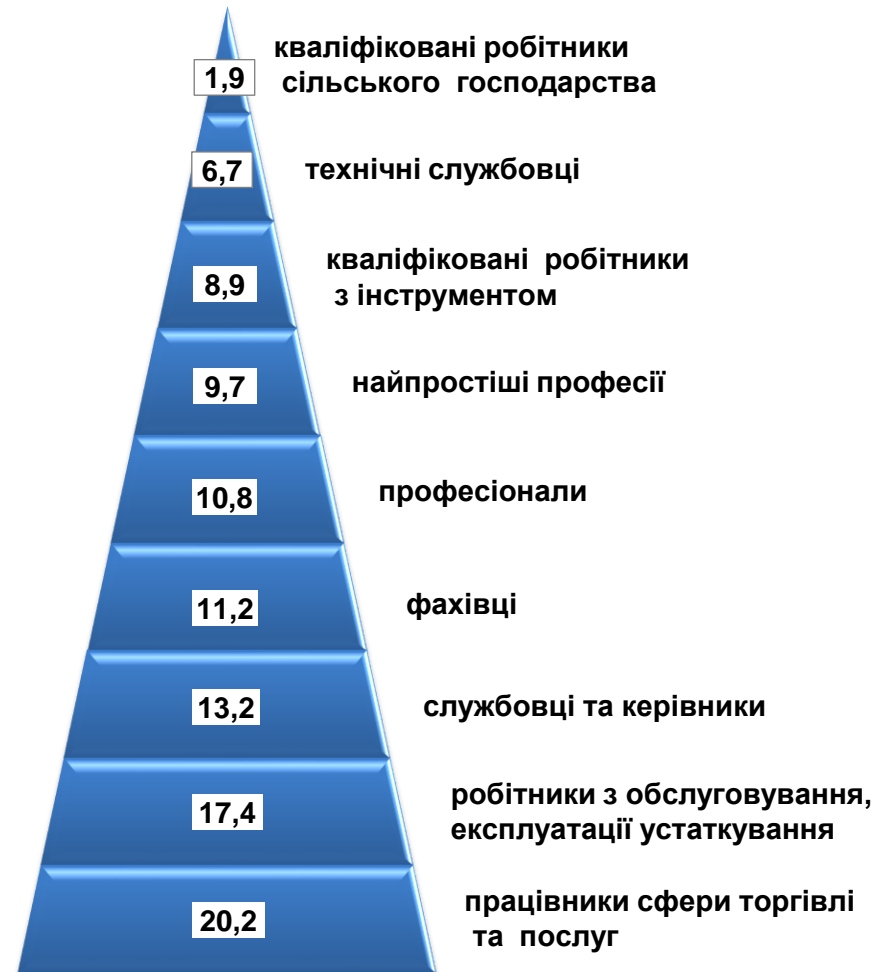 кваліфіковані робітники
1,9
сільського господарства
6,7
технічні службовці
кваліфіковані робітники
8,9
з інструментом
9,7
найпростіші професії
10,8
професіонали
11,2
фахівці
13,2
службовці та керівники
робітники з обслуговування,
17,4
експлуатації устаткування
працівники сфери торгівлі
20,2
та послуг